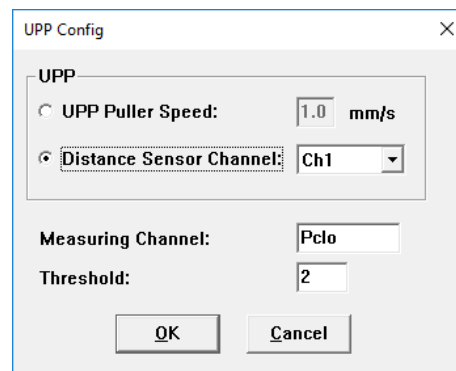 UPP Config
UPP
UPP Puller Speed: 1.0 mm/s
Distance Sensor Channel: Ch1
Measuring Channel: Pclo
Threshold: 2
OK Cancel